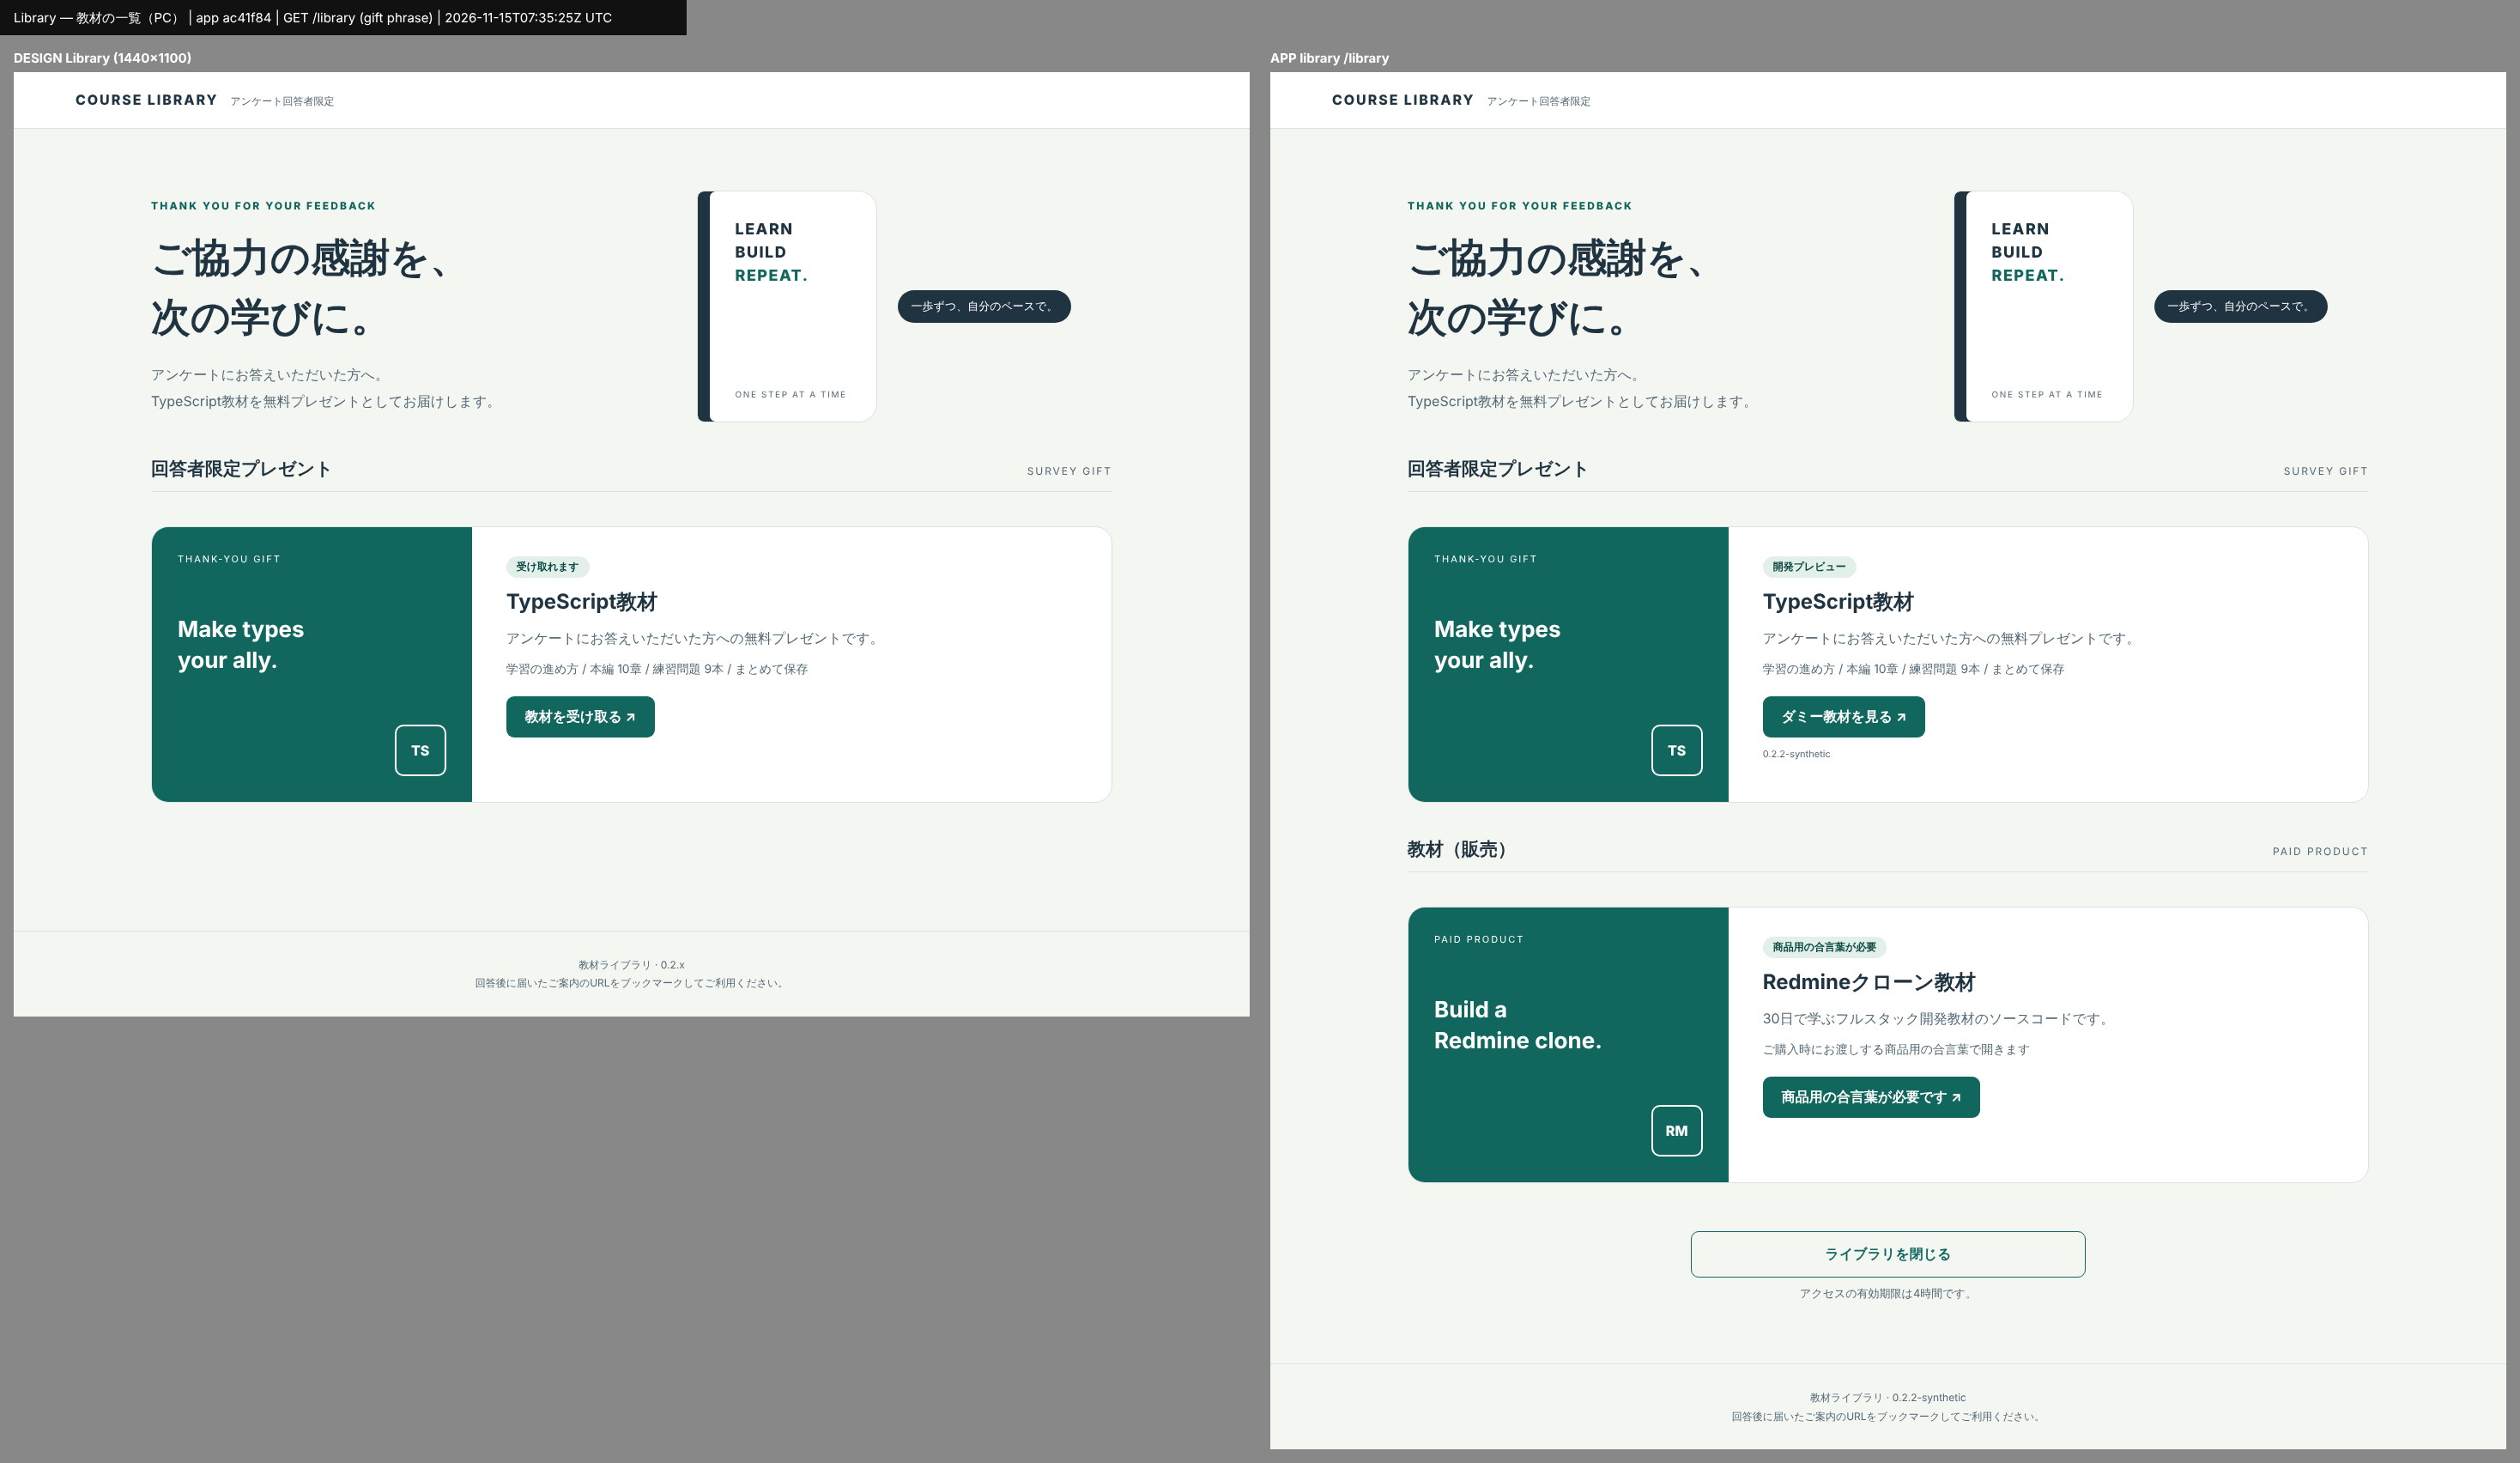 Library — 教材の一覧（PC） | app ac41f84 | GET /library (gift phrase) | 2026-11-15T07:35:25Z UTC
DESIGN Library (1440×1100)
COURSE LIBRARY アンケート回答者限定
THANK YOU FOR YOUR FEEDBACK
ご協力の感謝を、
次の学びに。
アンケートにお答えいただいた方へ。
TypeScript教材を無料プレゼントとしてお届けします。
LEARN
BUILD
REPEAT.
ONE STEP AT A TIME
一歩ずつ、自分のペースで。
回答者限定プレゼント
SURVEY GIFT
THANK-YOU GIFT
Make types
your ally.
TS
受け取れます
TypeScript教材
アンケートにお答えいただいた方への無料プレゼントです。
学習の進め方 / 本編 10章 / 練習問題 9本 / まとめて保存
教材を受け取る ↗
教材ライブラリ · 0.2.x
回答後に届いたご案内のURLをブックマークしてご利用ください。
APP library /library
COURSE LIBRARY アンケート回答者限定
THANK YOU FOR YOUR FEEDBACK
ご協力の感謝を、
次の学びに。
アンケートにお答えいただいた方へ。
TypeScript教材を無料プレゼントとしてお届けします。
LEARN
BUILD
REPEAT.
ONE STEP AT A TIME
一歩ずつ、自分のペースで。
回答者限定プレゼント
SURVEY GIFT
THANK-YOU GIFT
Make types
your ally.
TS
開発プレビュー
TypeScript教材
アンケートにお答えいただいた方への無料プレゼントです。
学習の進め方 / 本編 10章 / 練習問題 9本 / まとめて保存
ダミー教材を見る ↗
0.2.2-synthetic
教材（販売）
PAID PRODUCT
PAID PRODUCT
Build a
Redmine clone.
RM
商品用の合言葉が必要
Redmineクローン教材
30日で学ぶフルスタック開発教材のソースコードです。
ご購入時にお渡しする商品用の合言葉で開きます
商品用の合言葉が必要です ↗
ライブラリを閉じる
アクセスの有効期限は4時間です。
教材ライブラリ · 0.2.2-synthetic
回答後に届いたご案内のURLをブックマークしてご利用ください。